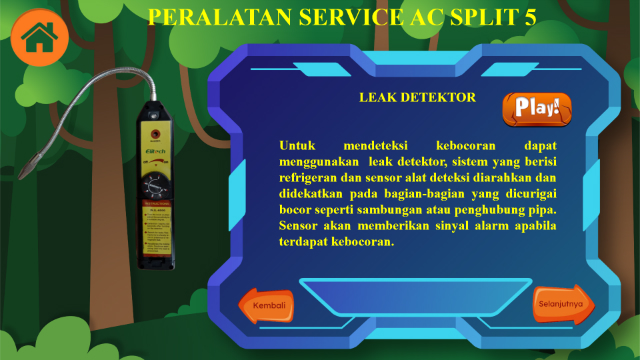 PERALATAN SERVICE AC SPLIT 5
LEAK DETEKTOR
Play!
Untuk mendeteksi kebocoran dapat
menggunakan leak detektor, sistem yang berisi
refrigeran dan sensor alat deteksi diarahkan dan
didekatkan pada bagian-bagian yang dicurigai
bocor seperti sambungan atau penghubung pipa.
Sensor akan memberikan sinyal alarm apabila
terdapat kebocoran.
Elitech
Kembali
Selanjutnya